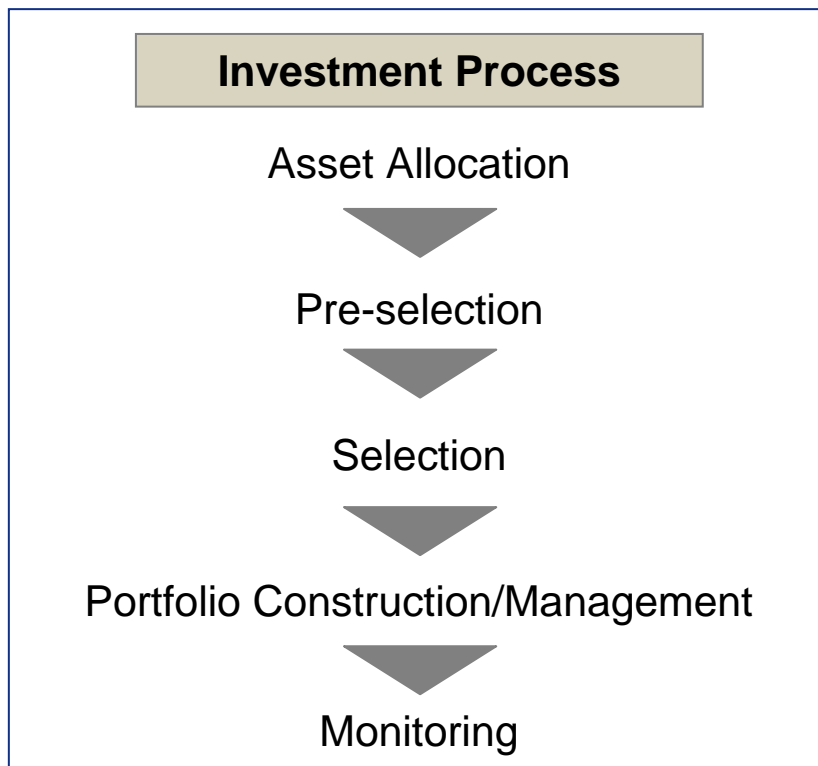 Investment Process
Asset Allocation
Pre-selection
Selection
Portfolio Construction/Management
Monitoring